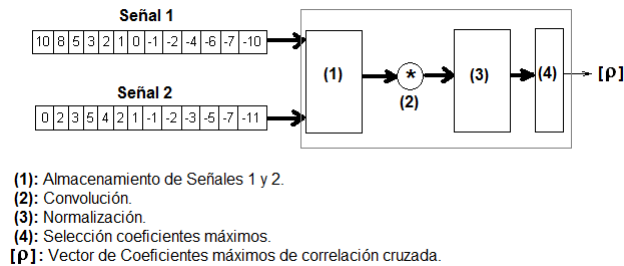 Señal 1
10 8 5 3 2 1 0 -1 -2 -4 -6 -7 -10
(1)
*
(2)
(3)
(4)
[ρ]
Señal 2
0 2 3 5 4 2 1 -1 -2 -3 -5 -7 -11
(1): Almacenamiento de Señales 1 y 2.
(2): Convolución.
(3): Normalización.
(4): Selección coeficientes máximos.
[ρ]: Vector de Coeficientes máximos de correlación cruzada.